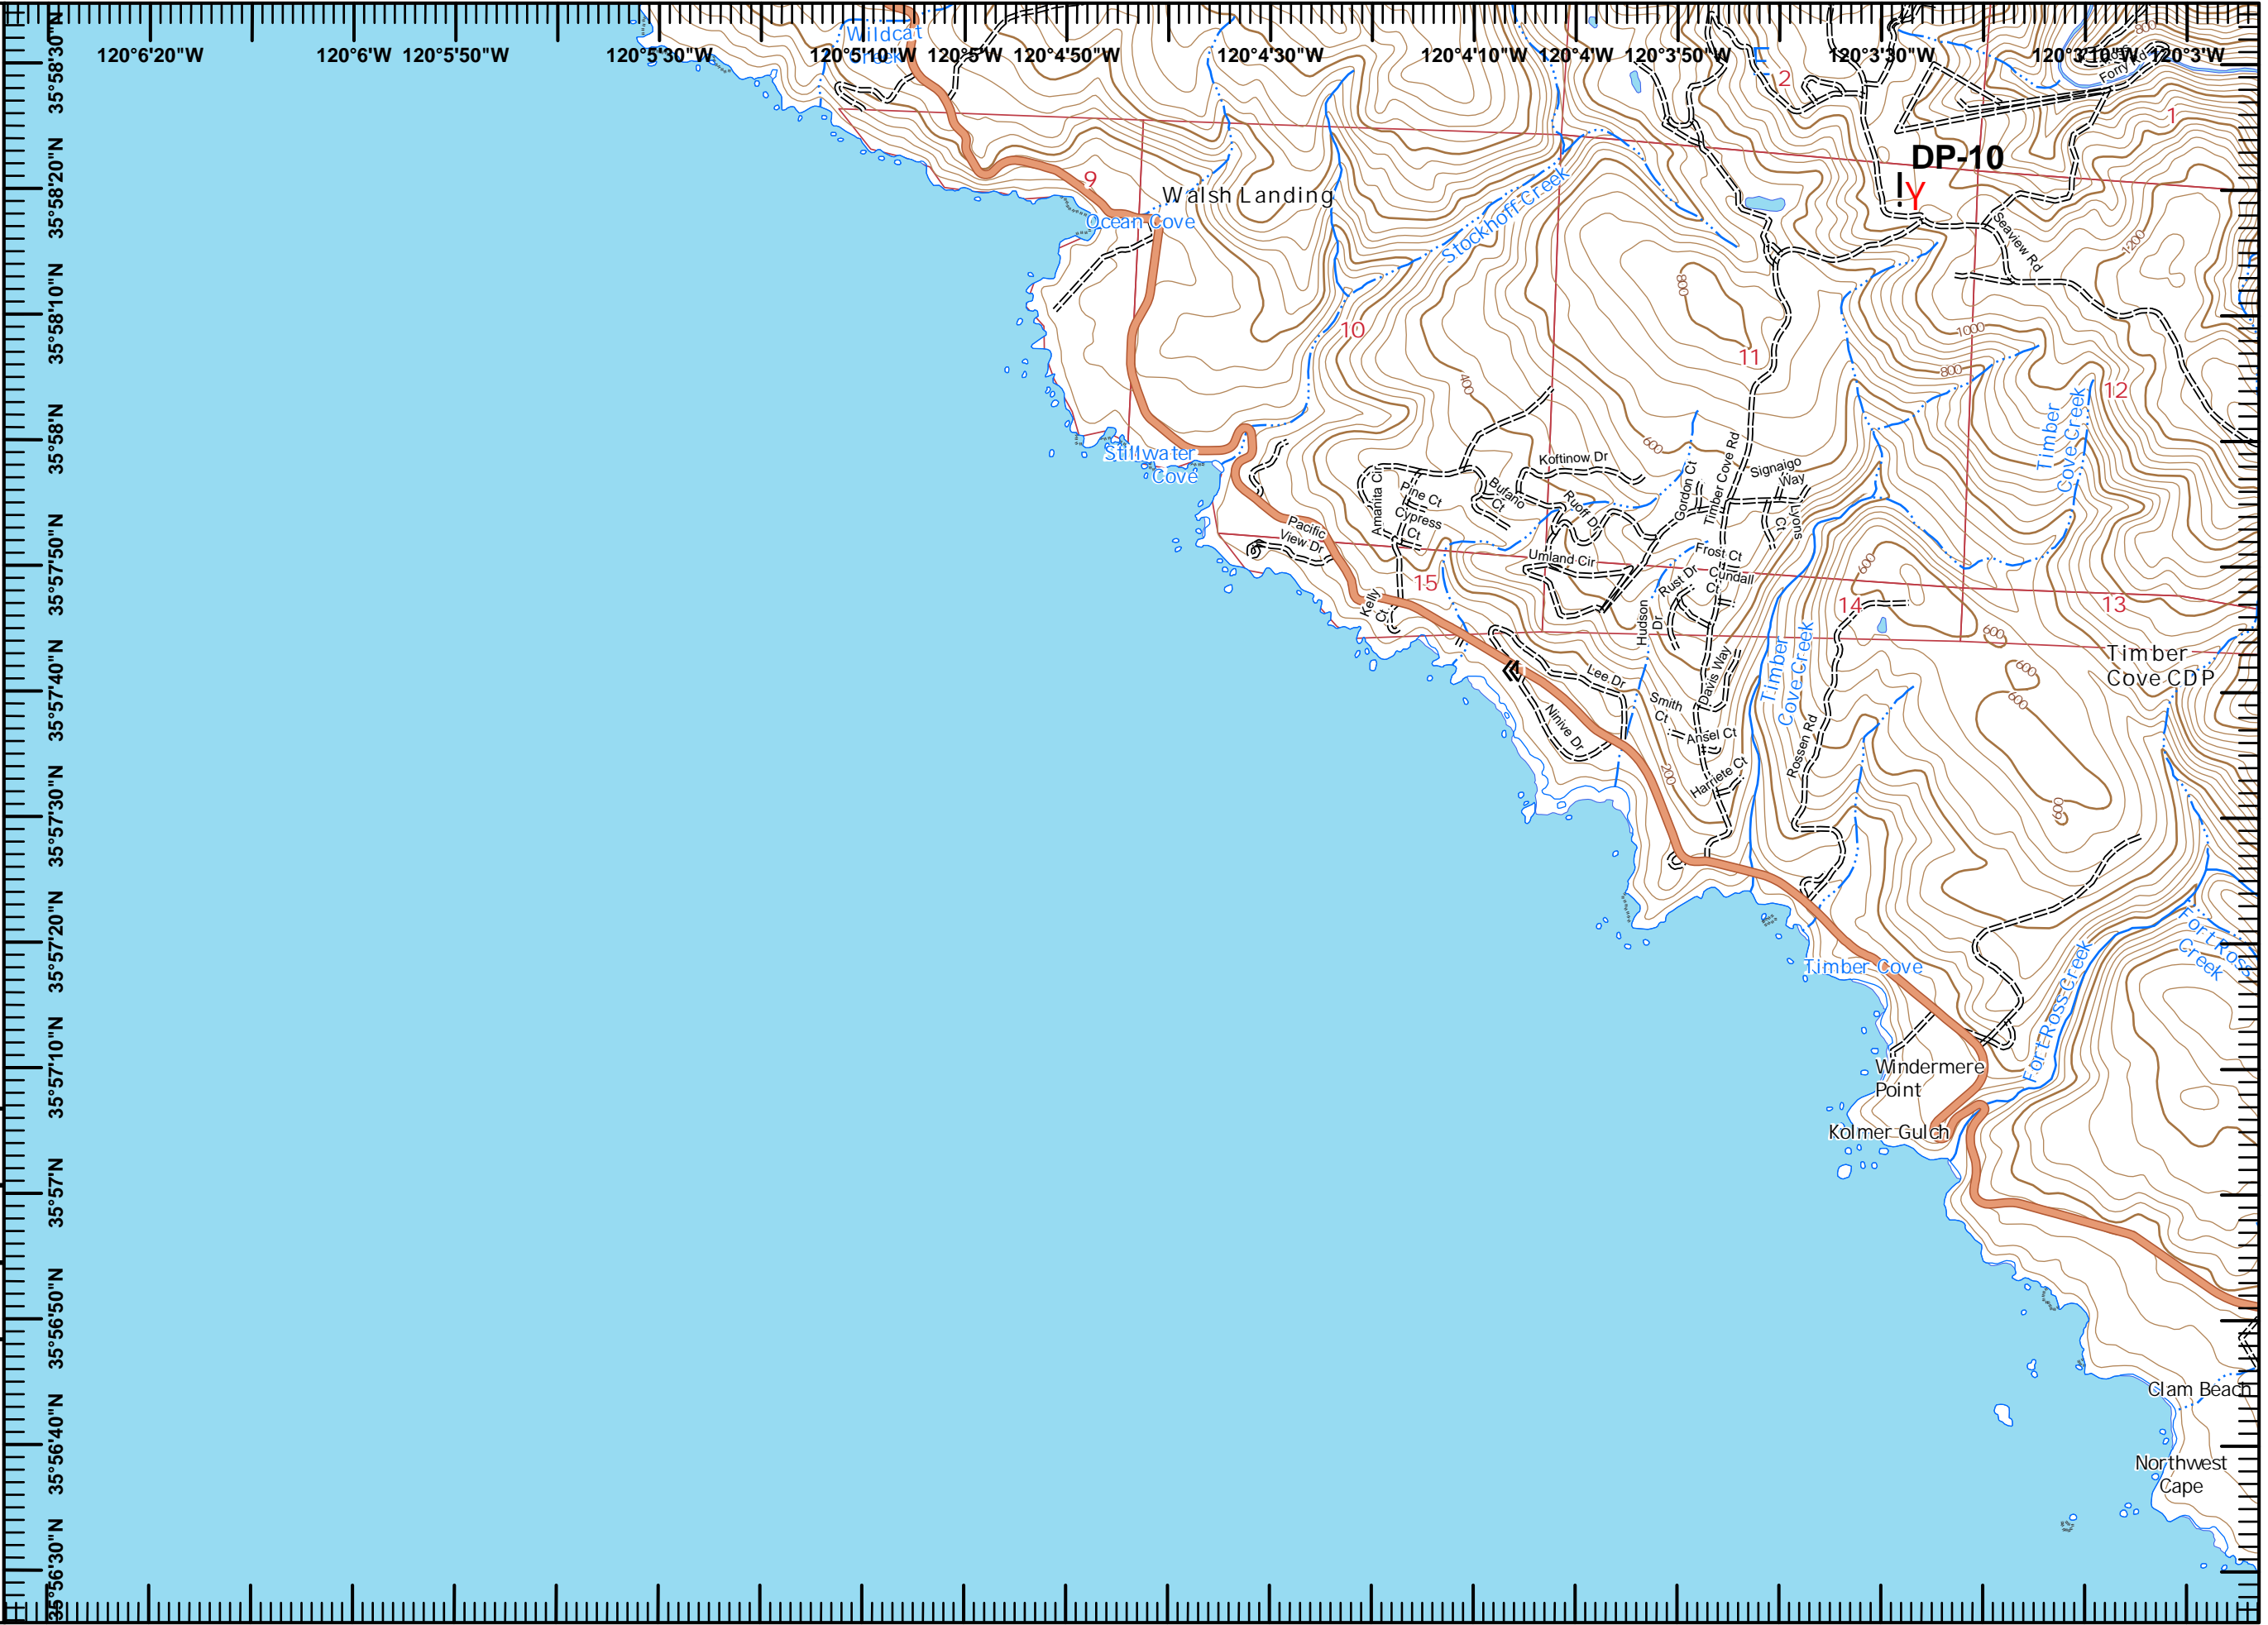 120°6'20"W
120°6'W
120°5'50"W
120°5'30"W
120°5'10"W
120°5'W
120°4'50"W
120°4'30"W
120°4'10"W
120°4'W
120°3'50"W
120°3'30"W
120°3'10"W
120°3'W
35°58'30"N
35°58'20"N
35°58'10"N
35°58'N
35°57'50"N
35°57'40"N
35°57'30"N
35°57'20"N
35°57'10"N
35°57'N
35°56'50"N
35°56'40"N
35°56'30"N
Wildcat
Creek
800
2
1
DP-10
!Y
9
Walsh Landing
Ocean Cove
Stockhoff Creek
Seaview Rd
1200
800
10
11
1000
800
12
400
600
Timber
Cove Creek
Stillwater
Cove
Koftinow Dr
Signaigo
Way
Amanita Cir
Pine Ct
Cypress
Ct
Bufano
Ct
Ruoff Dr
Gordon Ct
Timber Cove Rd
Lyons
Ct
Pacific
View Dr
Umland Cir
Frost Ct
Cundall
Ct
Rust Dr
600
15
14
13
Kelly
Ct
Hudson
Dr
600
600
600
600
Timber
Cove CDP
Lee Dr
Davis Way
Timber
Cove Creek
Smith
Ct
Ninive Dr
Ansel Ct
Rossen Rd
200
Harriete Ct
Timber Cove
Fort Ross
Creek
Fort Ross Creek
Windermere
Point
Kolmer Gulch
Clam Beach
Northwest
Cape